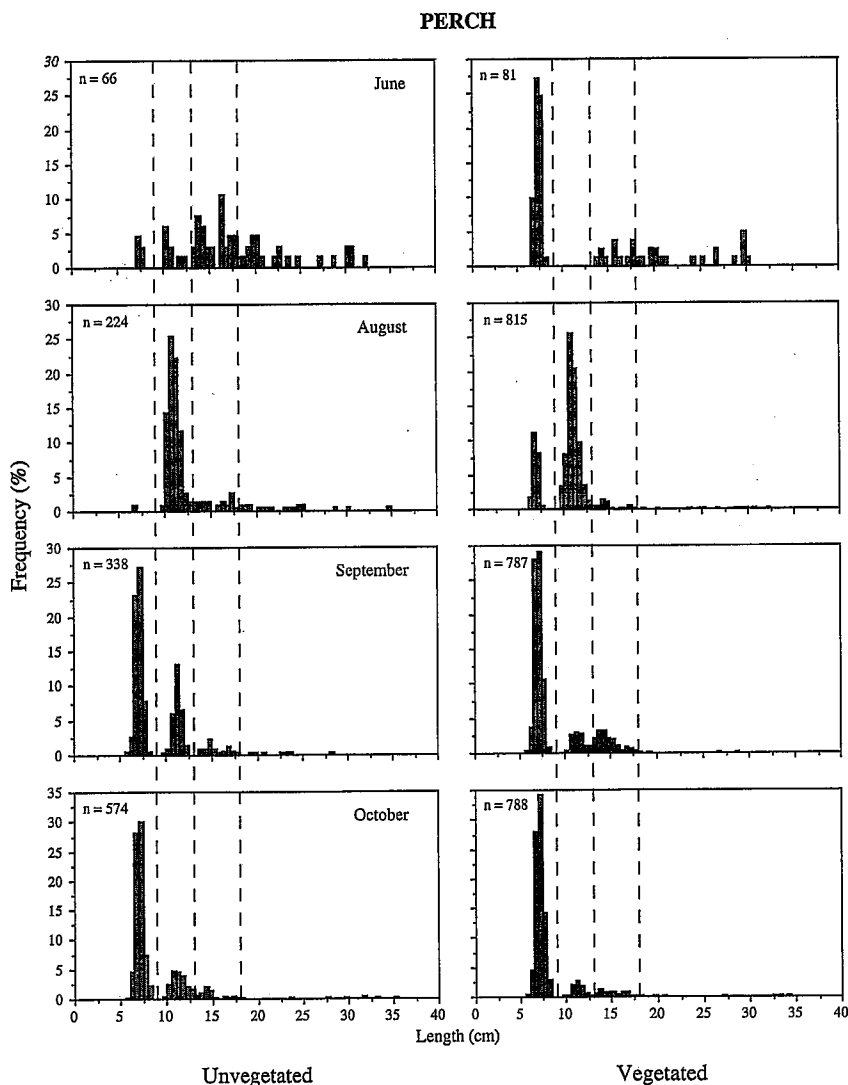 PERCH
n = 66
June
30
25
20
15
10
5
0
n = 81
n = 224
August
30
25
20
15
10
5
0
n = 815
Frequency (%)
n = 338
September
30
25
20
15
10
5
0
n = 787
n = 574
October
35
30
25
20
15
10
5
0
n = 788
0 5 10 15 20 25 30 35 40
0 5 10 15 20 25 30 35 40
Length (cm)
Unvegetated
Vegetated